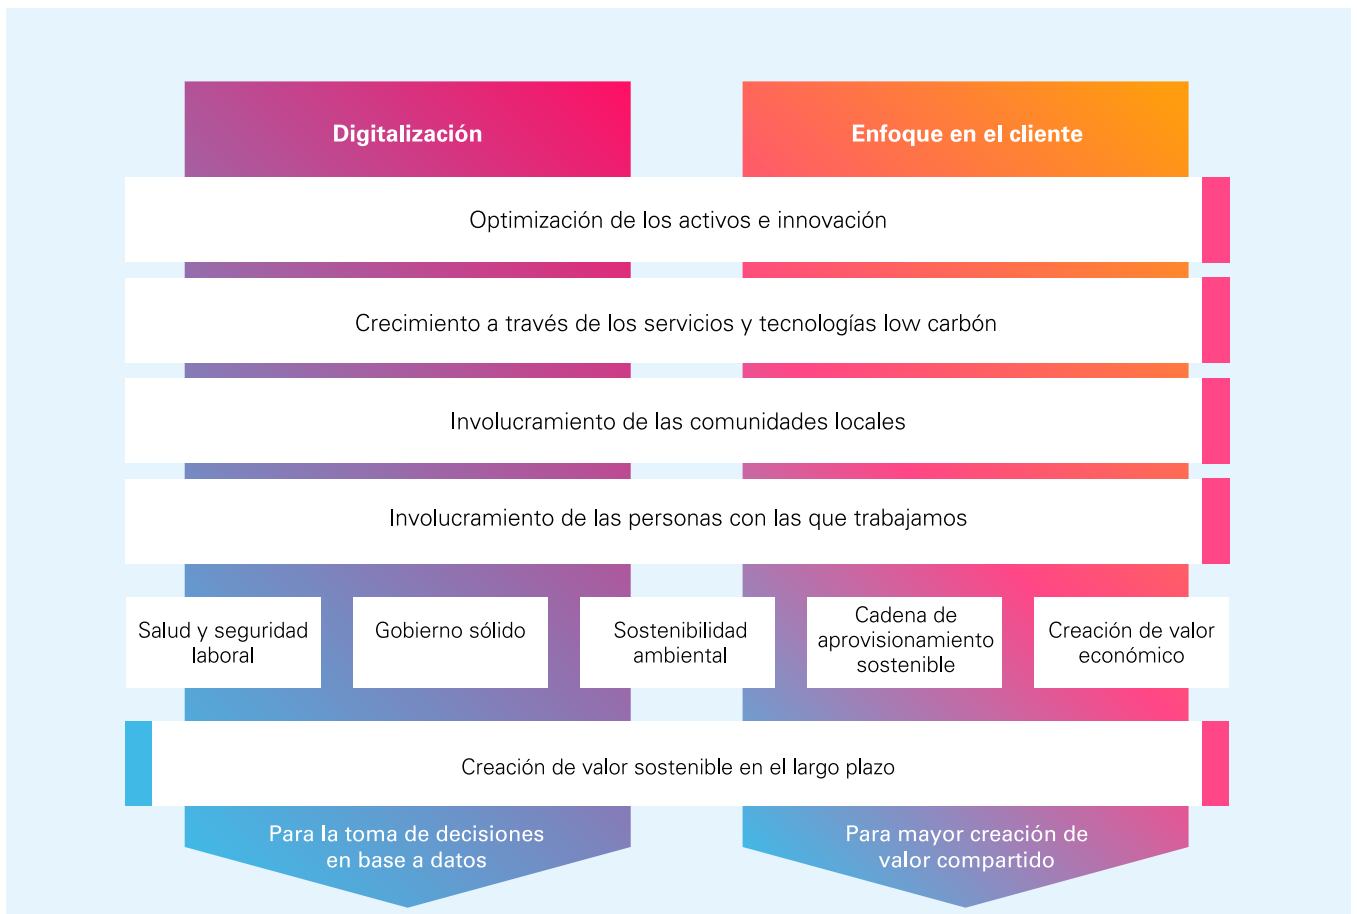 Digitalización
Enfoque en el cliente
Optimización de los activos e innovación
Crecimiento a través de los servicios y tecnologías low carbón
Involucramiento de las comunidades locales
Involucramiento de las personas con las que trabajamos
Salud y seguridad
laboral
Gobierno sólido
Sostenibilidad
ambiental
Cadena de
aprovisionamiento
sostenible
Creación de valor
económico
Creación de valor sostenible en el largo plazo
Para la toma de decisiones
en base a datos
Para mayor creación de
valor compartido